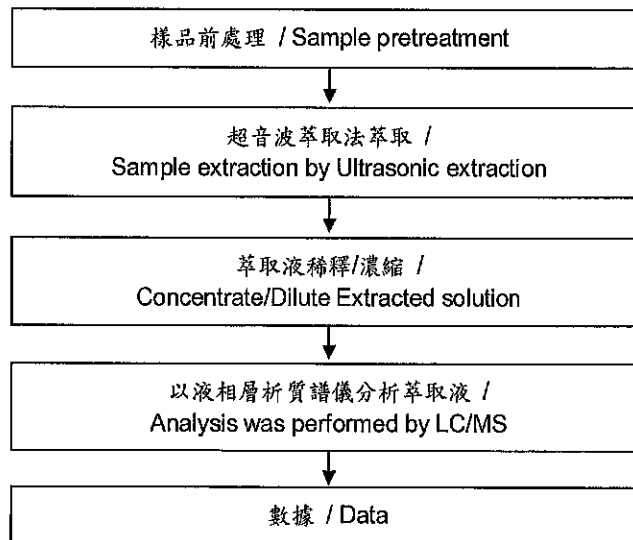 樣品前處理 / Sample pretreatment
超音波萃取法萃取 /
Sample extraction by Ultrasonic extraction
萃取液稀釋/濃縮 /
Concentrate/Dilute Extracted solution
以液相層析質譜儀分析萃取液 /
Analysis was performed by LC/MS
數據 / Data